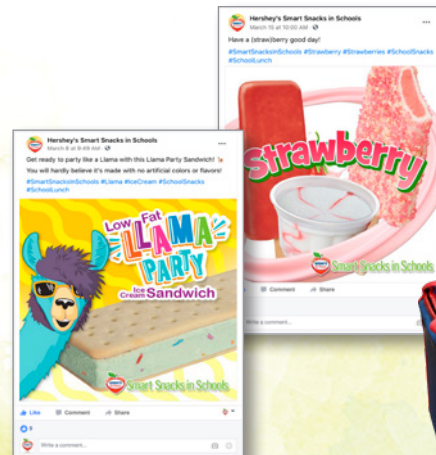 Hershey's Smart Snacks in Schools
March 15 at 10:00 AM
Have a (straw)berry good day!
#SmartSnacksinSchools #Strawberry #Strawberries #SchoolSnacks
#SchoolLunch
Strawberry
Smart Snacks in Schools
Comment Share
Write a comment...
Hershey's Smart Snacks in Schools
March 8 at 9:49 AM
Get ready to party like a Llama with this Llama Party Sandwich!
You will hardly believe it's made with no artificial colors or flavors!
#SmartSnacksinSchools #Llama #IceCream #SchoolSnacks
#SchoolLunch
Low Fat
LLAMA
PARTY
Ice Cream Sandwich
Smart Snacks in Schools
Like Comment Share
9
Write a comment...